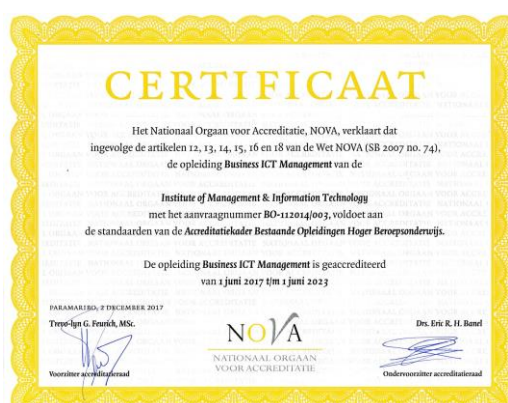 CERTIFICAAT
Het Nationaal Orgaan voor Accreditatie, NOVA, verklaart dat
ingevolge de artikelen 12, 13, 14, 15, 16 en 18 van de Wet NOVA (SB 2007 no. 74),
de opleiding Business ICT Management van de
Institute of Management & Information Technology
met het aanvraagnummer BO-112014/003, voldoet aan
de standaarden van de Accreditatiekader Bestaande Opleidingen Hoger Beroepsonderwijs.
De opleiding Business ICT Management is geaccrediteerd
van 1 juni 2017 t/m 1 juni 2023
PARAMARIBO, 2 DECEMBER 2017
Trevo-lyn G. Feurich, MSc.
Drs. Eric R. H. Banel
NOVA
NATIONAAL ORGAAN
VOOR ACCREDITATIE
Voorzitter accreditatieraad
Ondervoorzitter accreditatieraad